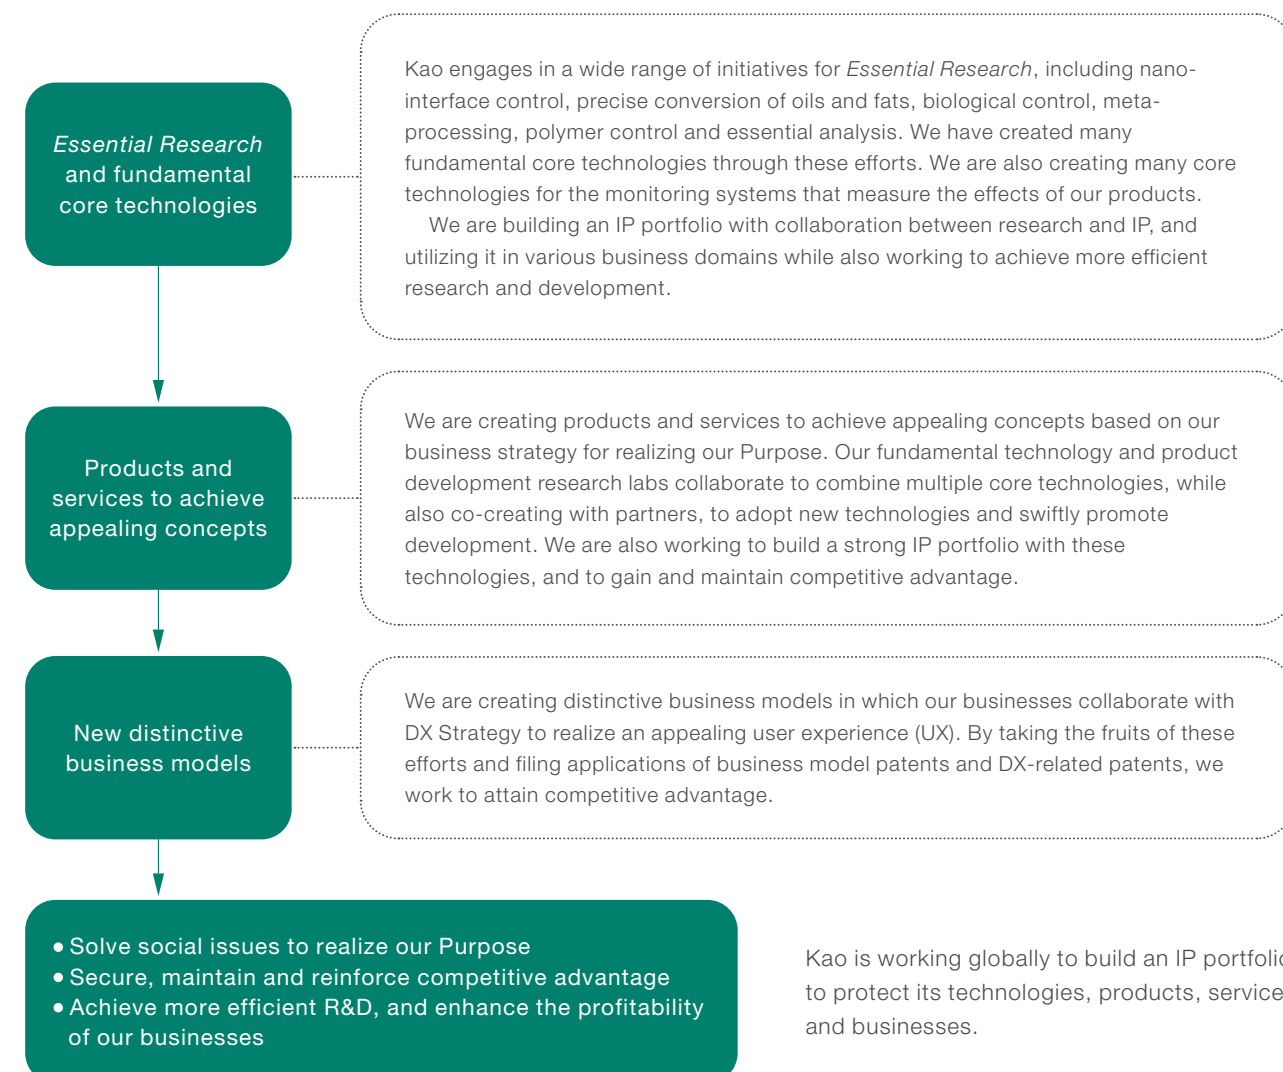 Essential Research
and fundamental
core technologies
Kao engages in a wide range of initiatives for Essential Research, including nano-
interface control, precise conversion of oils and fats, biological control, meta-
processing, polymer control and essential analysis. We have created many
fundamental core technologies through these efforts. We are also creating many core
technologies for the monitoring systems that measure the effects of our products.
We are building an IP portfolio with collaboration between research and IP, and
utilizing it in various business domains while also working to achieve more efficient
research and development.
Products and
services to achieve
appealing concepts
We are creating products and services to achieve appealing concepts based on our
business strategy for realizing our Purpose. Our fundamental technology and product
development research labs collaborate to combine multiple core technologies, while
also co-creating with partners, to adopt new technologies and swiftly promote
development. We are also working to build a strong IP portfolio with these
technologies, and to gain and maintain competitive advantage.
New distinctive
business models
We are creating distinctive business models in which our businesses collaborate with
DX Strategy to realize an appealing user experience (UX). By taking the fruits of these
efforts and filing applications of business model patents and DX-related patents, we
work to attain competitive advantage.
• Solve social issues to realize our Purpose
• Secure, maintain and reinforce competitive advantage
• Achieve more efficient R&D, and enhance the profitability
of our businesses
Kao is working globally to build an IP portfolio
to protect its technologies, products, service
and businesses.